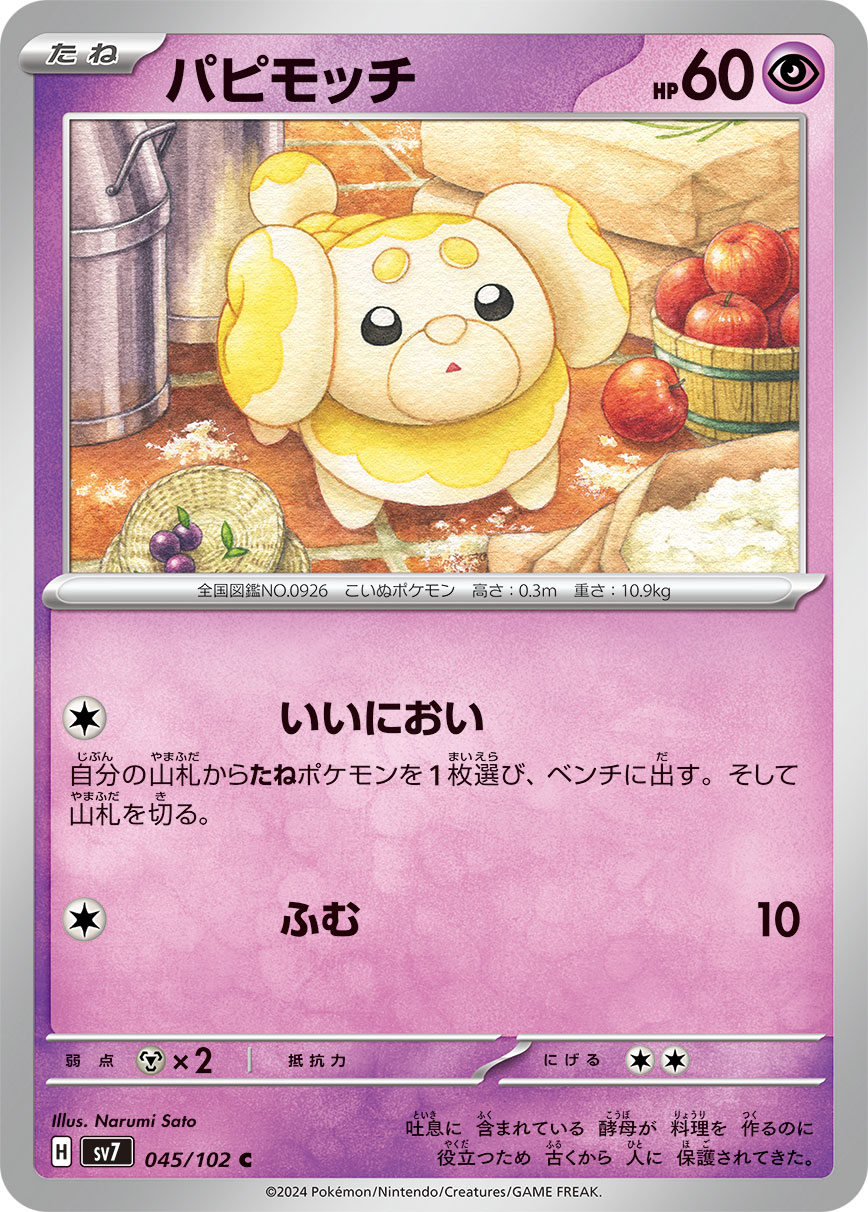 たね パピモッチ HP60
全国図鑑NO.0926 こいぬポケモン 高さ:0.3m 重さ:10.9kg
いいにおい
自分の山札からたねポケモンを1枚選び、ベンチに出す。そして
山札を切る。
ふむ 10
弱点 ×2 抵抗力 にげる
Illus. Narumi Sato
吐息に 含まれている 酵母が 料理を 作るのに
役立つため 古くから 人に 保護されてきた。
H sv7 045/102 C
©2024 Pokémon/Nintendo/Creatures/GAME FREAK.